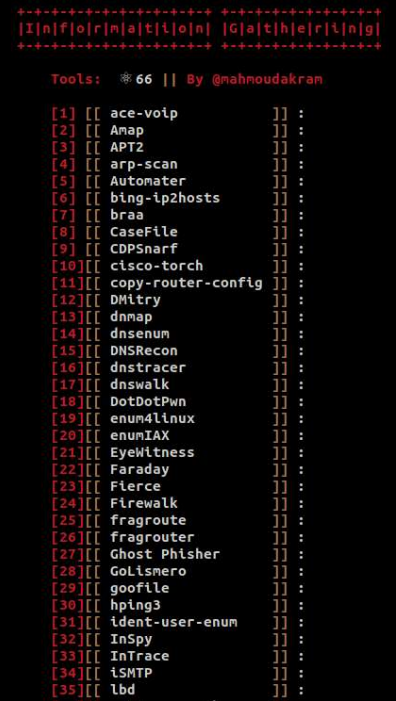 +-+-+-+-+-+-+-+-+-+-+-+ +-+-+-+-+-+-+-+-+-+
|I|n|f|o|r|m|a|t|i|o|n| |G|a|t|h|e|r|i|n|g|
+-+-+-+-+-+-+-+-+-+-+-+ +-+-+-+-+-+-+-+-+-+
Tools: ⚛66 || By @mahmoudakram
[1] [[ ace-voip ]] :
[2] [[ Amap ]] :
[3] [[ APT2 ]] :
[4] [[ arp-scan ]] :
[5] [[ Automater ]] :
[6] [[ bing-ip2hosts ]] :
[7] [[ braa ]] :
[8] [[ CaseFile ]] :
[9] [[ CDPSnarf ]] :
[10][[ cisco-torch ]] :
[11][[ copy-router-config ]] :
[12][[ DMitry ]] :
[13][[ dnmap ]] :
[14][[ dnsenum ]] :
[15][[ DNSRecon ]] :
[16][[ dnstracer ]] :
[17][[ dnswalk ]] :
[18][[ DotDotPwn ]] :
[19][[ enum4linux ]] :
[20][[ enumIAX ]] :
[21][[ EyeWitness ]] :
[22][[ Faraday ]] :
[23][[ Fierce ]] :
[24][[ Firewalk ]] :
[25][[ fragroute ]] :
[26][[ fragrouter ]] :
[27][[ Ghost Phisher ]] :
[28][[ GoLismero ]] :
[29][[ goofile ]] :
[30][[ hping3 ]] :
[31][[ ident-user-enum ]] :
[32][[ InSpy ]] :
[33][[ InTrace ]] :
[34][[ iSMTP ]] :
[35][[ lbd ]] :